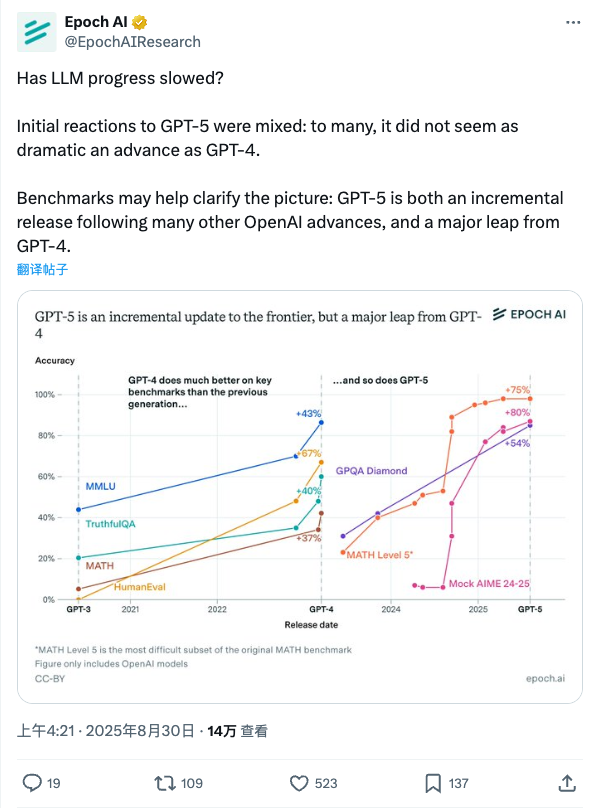 Epoch AI
@EpochAIResearch
Has LLM progress slowed?
Initial reactions to GPT-5 were mixed: to many, it did not seem as
dramatic an advance as GPT-4.
Benchmarks may help clarify the picture: GPT-5 is both an incremental
release following many other OpenAI advances, and a major leap from
GPT-4.
翻译帖子
GPT-5 is an incremental update to the frontier, but a major leap from GPT-
4
EPOCH AI
Accuracy
GPT-4 does much better on key
benchmarks than the previous
generation...
...and so does GPT-5
100%
80%
60%
40%
20%
0%
+43%
+67%
+40%
+37%
MMLU
TruthfulQA
MATH
HumanEval
+75%
+80%
+54%
GPQA Diamond
MATH Level 5*
Mock AIME 24-25
GPT-3
2021
2022
GPT-4
2024
2025
GPT-5
Release date
*MATH Level 5 is the most difficult subset of the original MATH benchmark
Figure only includes OpenAI models
CC-BY
epoch.ai
上午4:21 · 2025年8月30日 · 14万 查看
19
109
523
137